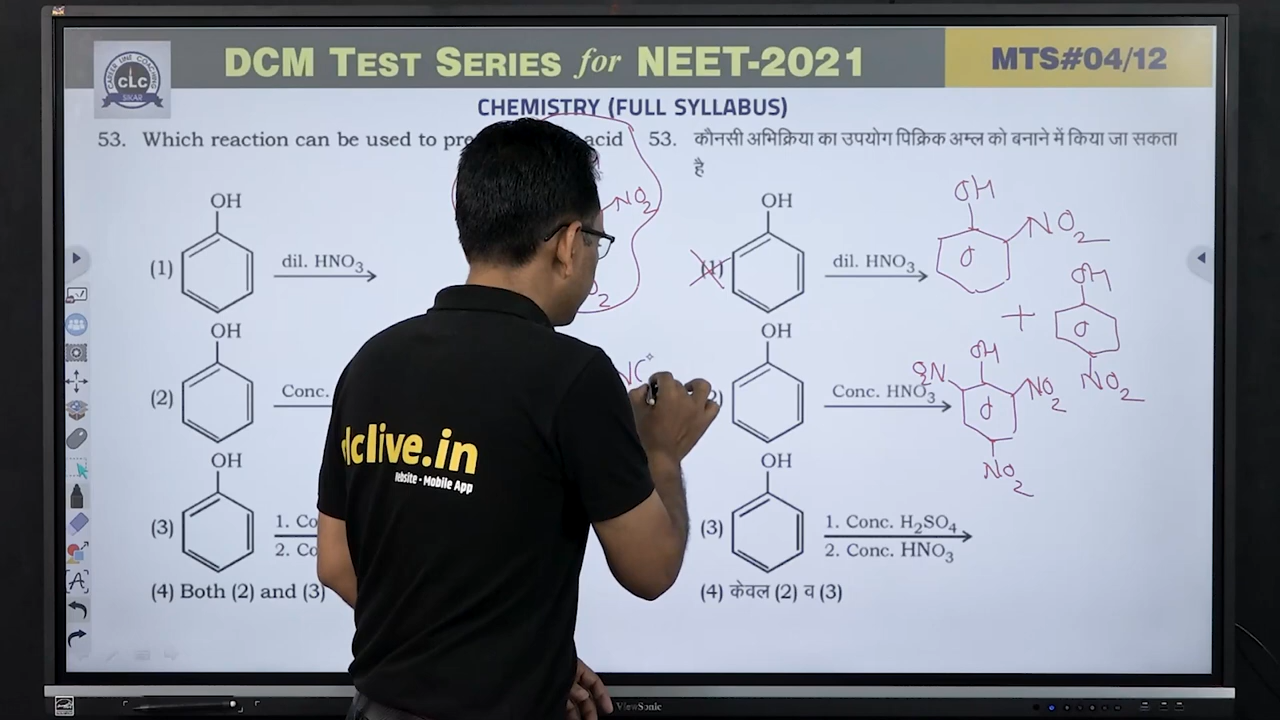 DCM TEST SERIES for NEET-2021
MTS#04/12
CLC
SIKAR
CHEMISTRY (FULL SYLLABUS)
53. Which reaction can be used to acid
OH
(1)
dil. HNO₃
OH
(2)
Conc.
OH
(3)
1. Co
2. Co
(4) Both (2) and (3)
NO₂
53. कौनसी अभिक्रिया का उपयोग पिक्रिक अम्ल को बनाने में किया जा सकता
है
OH
(1)
dil. HNO₃
OH
NO₂
+
OH
NO₂
OH
Conc. HNO₃
O₂N
OH
NO₂
NO₂
OH
(3)
1. Conc. H₂SO₄
2. Conc. HNO₃
(4) केवल (2) व (3)
clclive.in
Website • Mobile App
ViewSonic